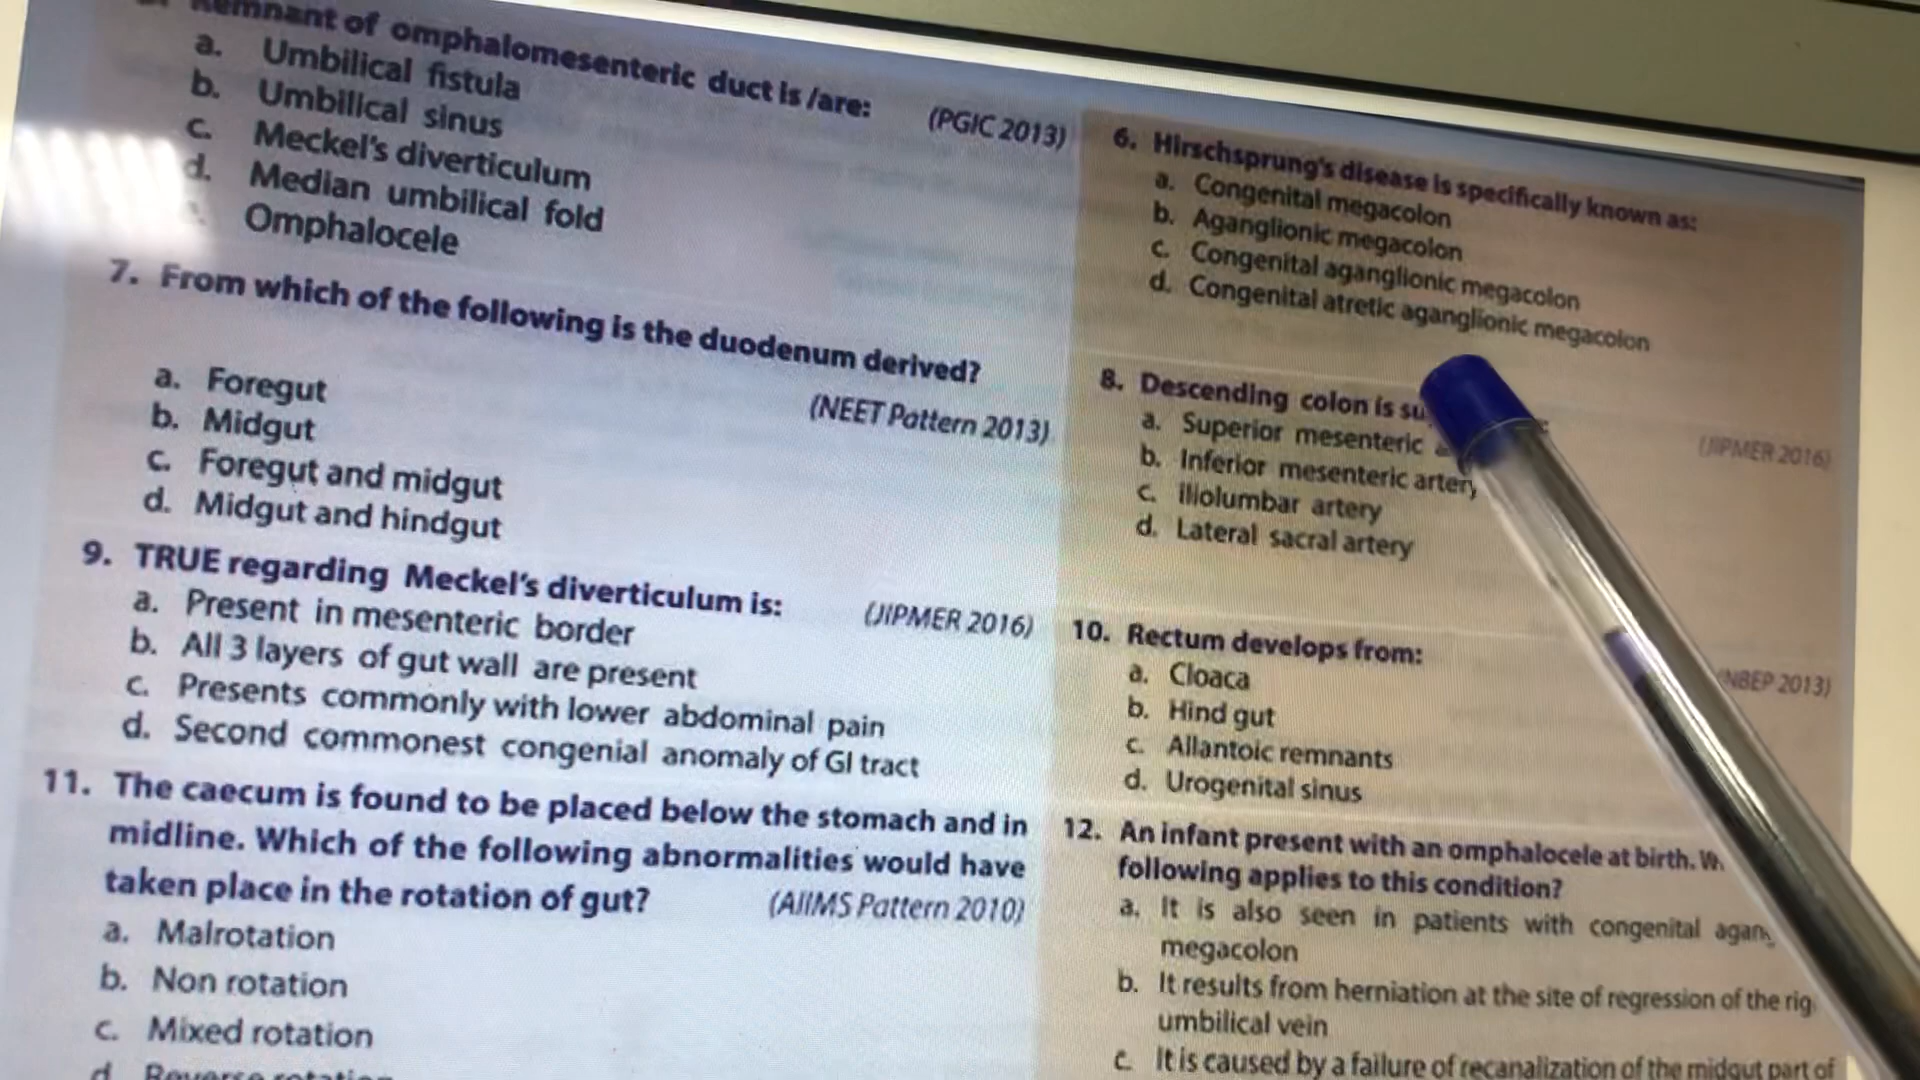 of omphalomesenteric duct is /are: (PGIC 2013)
a. Umbilical fistula
b. Umbilical sinus
c. Meckel's diverticulum
d. Median umbilical fold
Omphalocele
7. From which of the following is the duodenum derived?
(NEET Pattern 2013)
a. Foregut
b. Midgut
c. Foregut and midgut
d. Midgut and hindgut
9. TRUE regarding Meckel's diverticulum is: (JIPMER 2016)
a. Present in mesenteric border
b. All 3 layers of gut wall are present
c. Presents commonly with lower abdominal pain
d. Second commonest congenial anomaly of GI tract
11. The caecum is found to be placed below the stomach and in
midline. Which of the following abnormalities would have
taken place in the rotation of gut? (AIIMS Pattern 2010)
a. Malrotation
b. Non rotation
c. Mixed rotation
6. Hirschsprung's disease is specifically known as:
a. Congenital megacolon
b. Aganglionic megacolon
c. Congenital aganglionic megacolon
d. Congenital atretic aganglionic megacolon
8. Descending colon is
(JIPMER 2016)
a. Superior mesenteric
b. Inferior mesenteric artery
c. Iliolumbar artery
d. Lateral sacral artery
10. Rectum develops from:
(NBEP 2013)
a. Cloaca
b. Hind gut
c. Allantoic remnants
d. Urogenital sinus
12. An infant present with an omphalocele at birth.
following applies to this condition?
a. It is also seen in patients with congenital
megacolon
b. It results from herniation at the site of regression of the
umbilical vein
c. It is caused by a failure of recanalization of the midgut part of